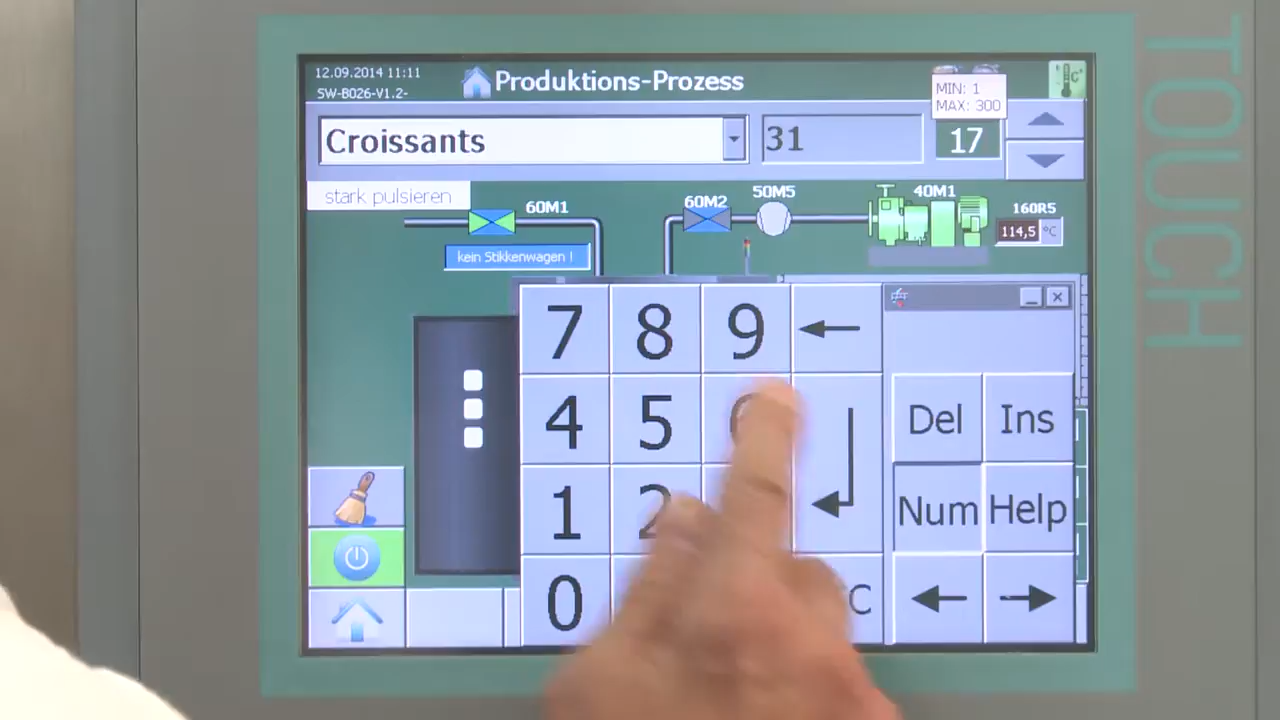 12.09.2014 11:11
SW-B026-V1.2-
Produktions-Prozess
MIN: 1
MAX: 300
°C
TOUCH
Croissants
31
17
stark pulsieren
60M1
60M2
50M5
40M1
160R5
114,5 °C
kein Stikkenwagen !
7 8 9
4 5
Del Ins
1 2
Num Help
0
C